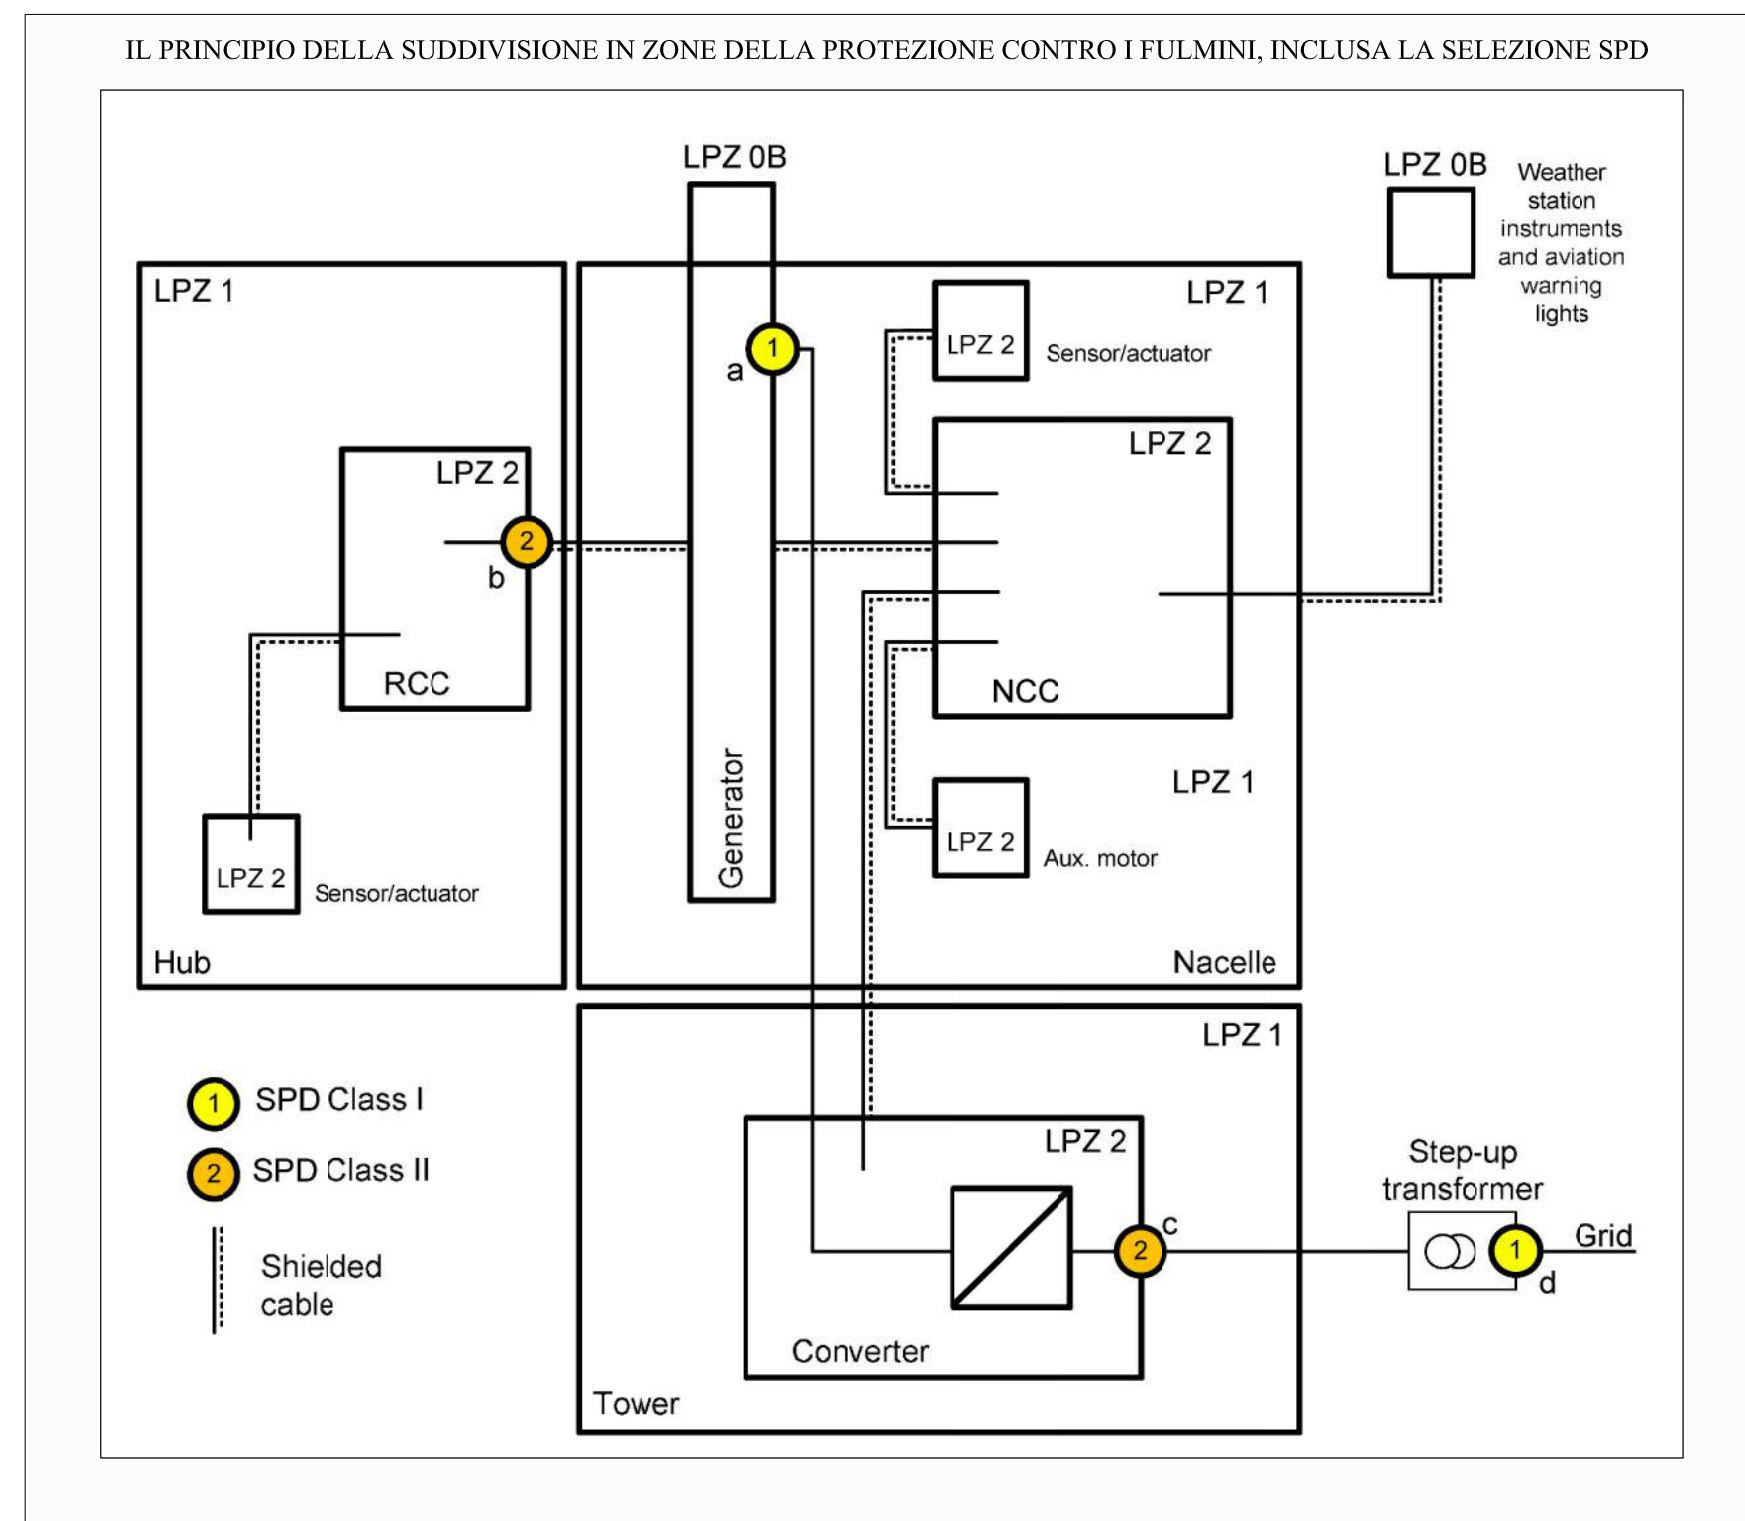 IL PRINCIPIO DELLA SUDDIVISIONE IN ZONE DELLA PROTEZIONE CONTRO I FULMINI, INCLUSA LA SELEZIONE SPD
LPZ 0B
LPZ 0B
Weather
station
instruments
and aviation
warning
lights
LPZ 1
LPZ 1
1
a
LPZ 2
Sensor/actuator
LPZ 2
LPZ 2
2
b
RCC
NCC
Generator
LPZ 1
LPZ 2
Aux. motor
LPZ 2
Sensor/actuator
Hub
Nacelle
LPZ 1
1
SPD Class I
2
SPD Class II
Shielded
cable
LPZ 2
c
2
Step-up
transformer
1
Grid
d
Converter
Tower